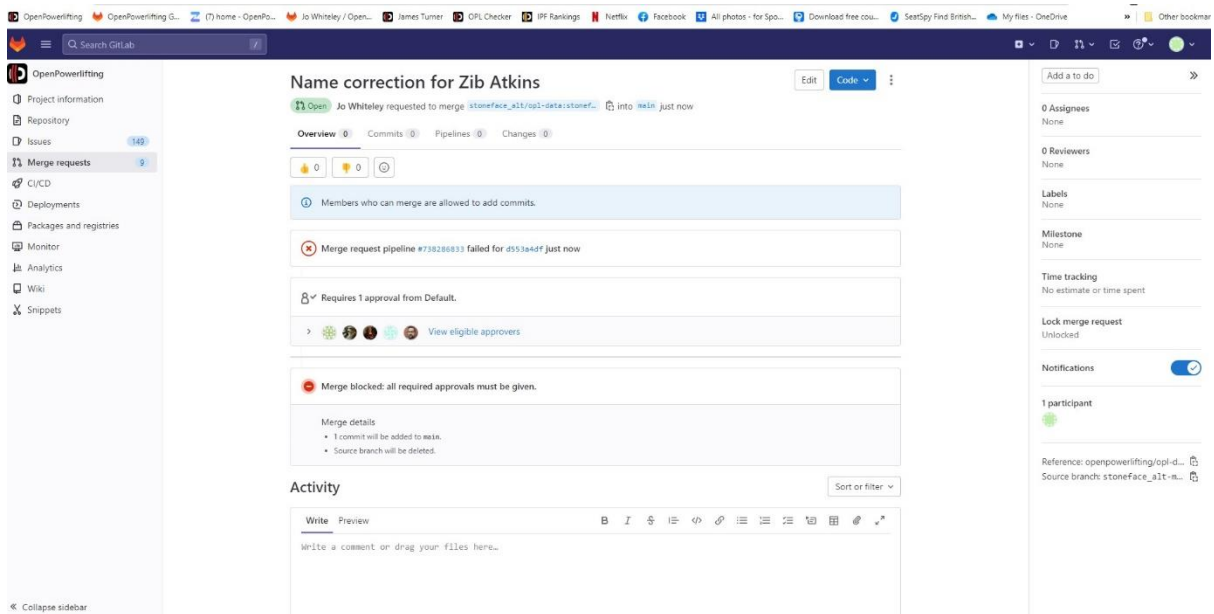 OpenPowerlifting
OpenPowerlifting G...
(7) home - OpenPo...
Jo Whiteley / Open...
James Turner
OPL Checker
IPF Rankings
Netflix
Facebook
All photos - for Spo...
Download free cou...
SeatSpy Find British...
My files - OneDrive
»
Other bookmar
Search GitLab
/
OpenPowerlifting
Project information
Repository
Issues 149
Merge requests 9
CI/CD
Deployments
Packages and registries
Monitor
Analytics
Wiki
Snippets
« Collapse sidebar
Name correction for Zib Atkins
Edit
Code
Open Jo Whiteley requested to merge stoneface_alt/opl-data:stonef… into main just now
Overview 0
Commits 0
Pipelines 0
Changes 0
0
0
Members who can merge are allowed to add commits.
Merge request pipeline #738286833 failed for d553a4df just now
Requires 1 approval from Default.
View eligible approvers
Merge blocked: all required approvals must be given.
Merge details
• 1 commit will be added to main.
• Source branch will be deleted.
Activity
Sort or filter
Write Preview
Write a comment or drag your files here…
Add a to do
»
0 Assignees
None
0 Reviewers
None
Labels
None
Milestone
None
Time tracking
No estimate or time spent
Lock merge request
Unlocked
Notifications
1 participant
Reference: openpowerlifting/opl-d...
Source branch: stoneface_alt-m...